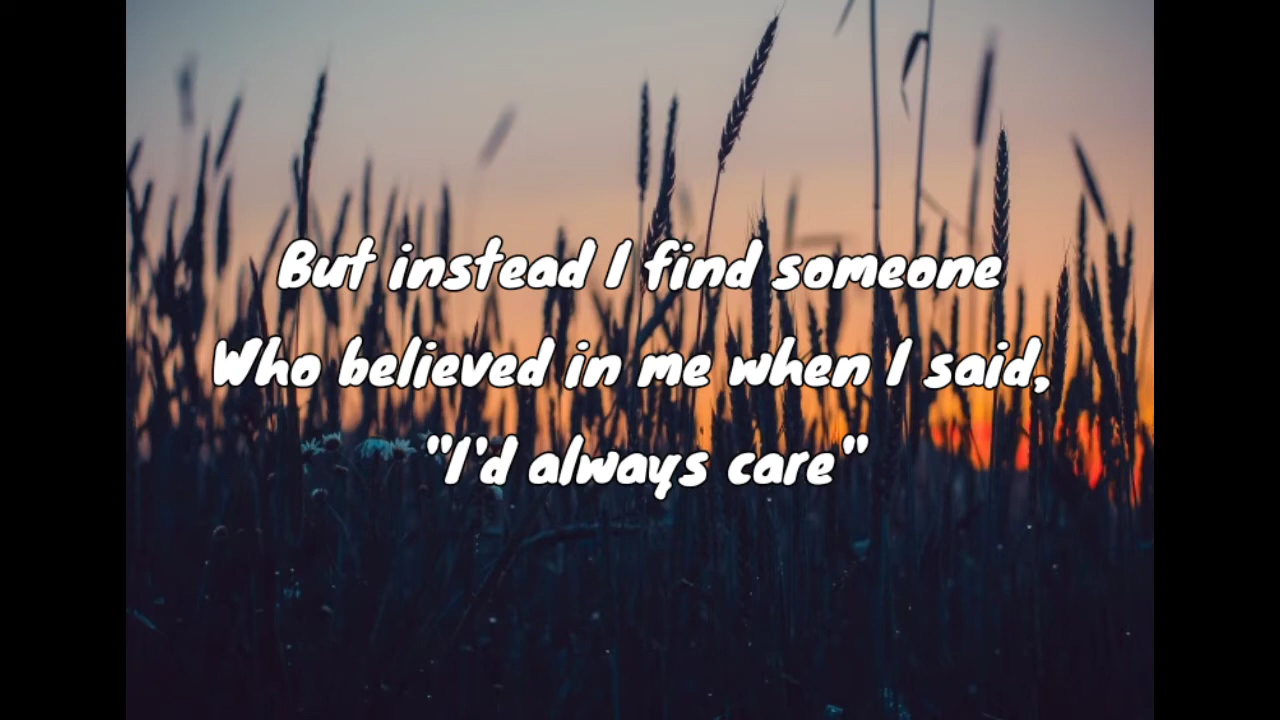 But instead I find someone
Who believed in me when I said,
"I'd always care"